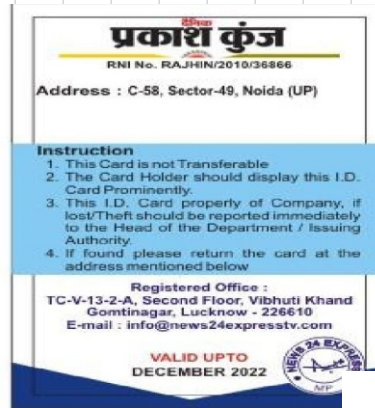 दैनिक
प्रकाश कुंज
RNI No. RAJHIN/2010/36866
Address : C-58, Sector-49, Noida (UP)
Instruction
1. This Card is not Transferable
2. The Card Holder should display this I.D.
Card Prominently.
3. This I.D. Card property of Company, if
lost/Theft should be reported immediately
to the Head of the Department / Issuing
Authority.
4. If found please return the card at the
address mentioned below
Registered Office :
TC-V-13-2-A, Second Floor, Vibhuti Khand
Gomtinagar, Lucknow - 226610
E-mail : info@news24expresstv.com
VALID UPTO
DECEMBER 2022
NEWS 24 EXPRESS
MP